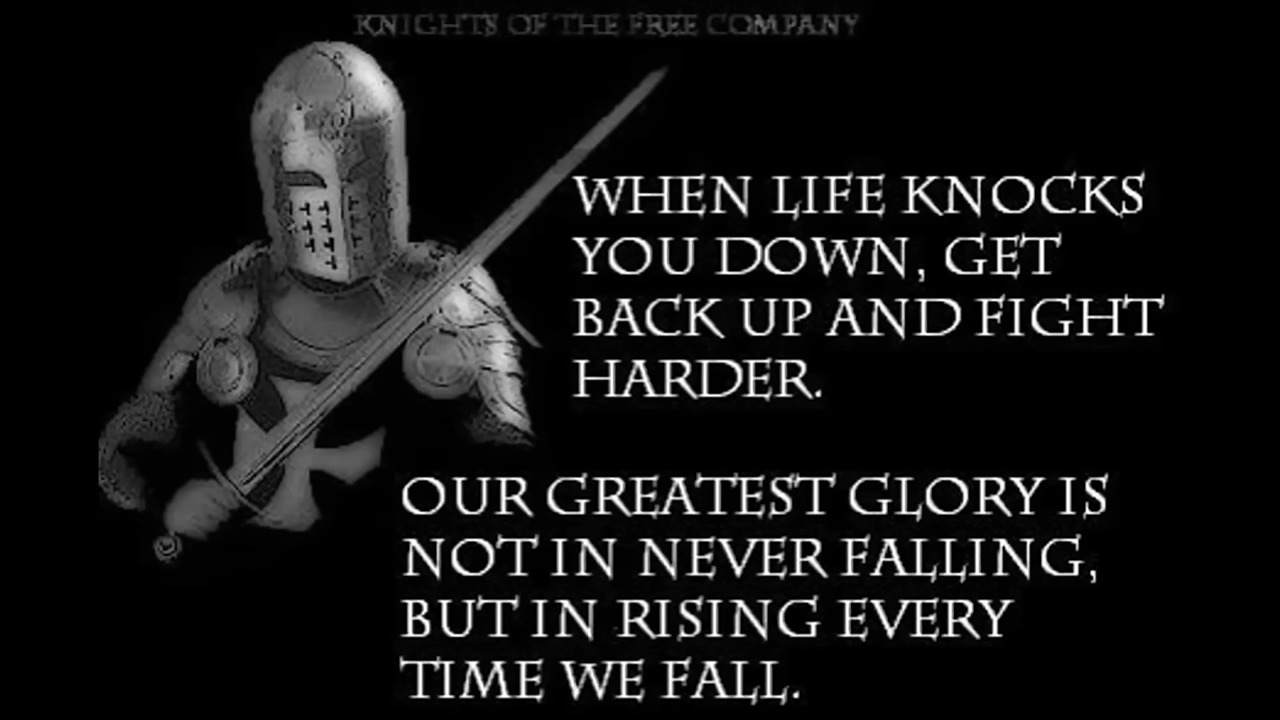 KNIGHTS OF THE FREE COMPANY
WHEN LIFE KNOCKS
YOU DOWN, GET
BACK UP AND FIGHT
HARDER.
OUR GREATEST GLORY IS
NOT IN NEVER FALLING,
BUT IN RISING EVERY
TIME WE FALL.